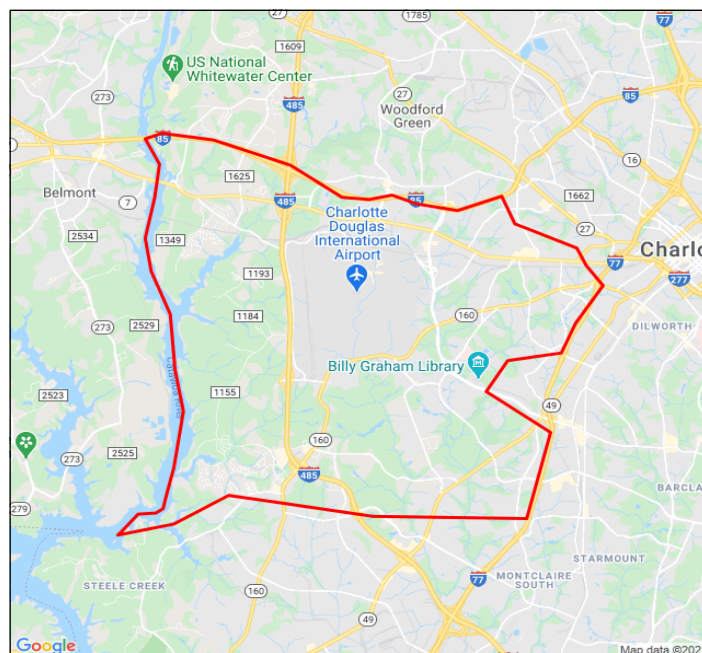 27
1785
77
US National
Whitewater Center
1609
85
273
485
27
Woodford
Green
85
16
1625
Belmont
7
485
85
1662
Charlotte
Douglas
International
Airport
27
2534
1349
77
Charlo
277
1193
273
2529
1184
160
DILWORTH
Billy Graham Library
2523
1155
49
160
273
2525
485
279
BARCLA
77
STARMOUNT
STEELE CREEK
160
MONTCLAIRE
SOUTH
49
Google
Map data ©202